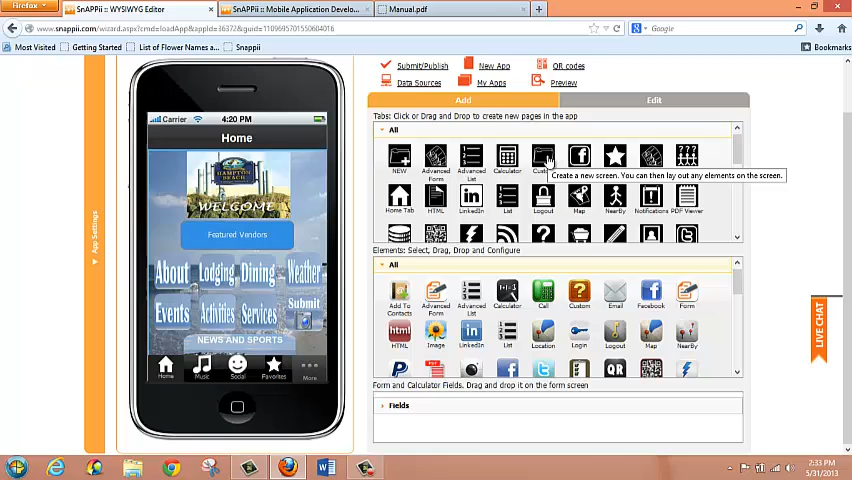 Firefox
SnAPPii :: WYSIWYG Editor
SnAPPii :: Mobile Application Develo...
Manual.pdf
www.snappii.com/wizard.aspx?cmd=loadApp&appId=36372&guid=1109695701550604016
Google
Most Visited
Getting Started
List of Flower Names a...
Snappii
Bookmarks
Submit/Publish
New App
QR codes
Data Sources
My Apps
Preview
Add
Edit
Tabs: Click or Drag and Drop to create new pages in the app
All
NEW
Advanced Form
Advanced List
Calculator
Create a new screen. You can then lay out any elements on the screen.
Home Tab
HTML
LinkedIn
List
Logout
Map
NearBy
Notifications
PDF Viewer
Elements: Select, Drag, Drop and Configure
All
Add To Contacts
Advanced Form
Advanced List
Calculator
Call
Custom
Email
Facebook
Form
HTML
Image
LinkedIn
List
Location
Login
Logout
Map
NearBy
Form and Calculator Fields. Drag and drop it on the form screen
Fields
App Settings
LIVE CHAT
Carrier
4:20 PM
Home
HAMPTON BEACH
WELCOME
Featured Vendors
About
Lodging
Dining
Weather
Events
Activities
Services
Submit
NEWS AND SPORTS
Home
Music
Social
Favorites
More
2:33 PM
5/31/2013